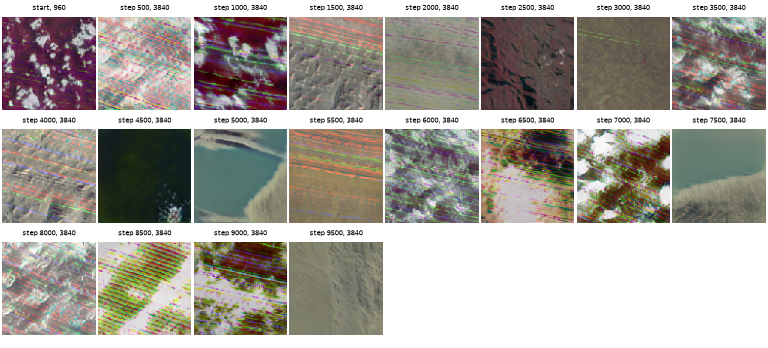 start, 960
step 500, 3840
step 1000, 3840
step 1500, 3840
step 2000, 3840
step 2500, 3840
step 3000, 3840
step 3500, 3840
step 4000, 3840
step 4500, 3840
step 5000, 3840
step 5500, 3840
step 6000, 3840
step 6500, 3840
step 7000, 3840
step 7500, 3840
step 8000, 3840
step 8500, 3840
step 9000, 3840
step 9500, 3840